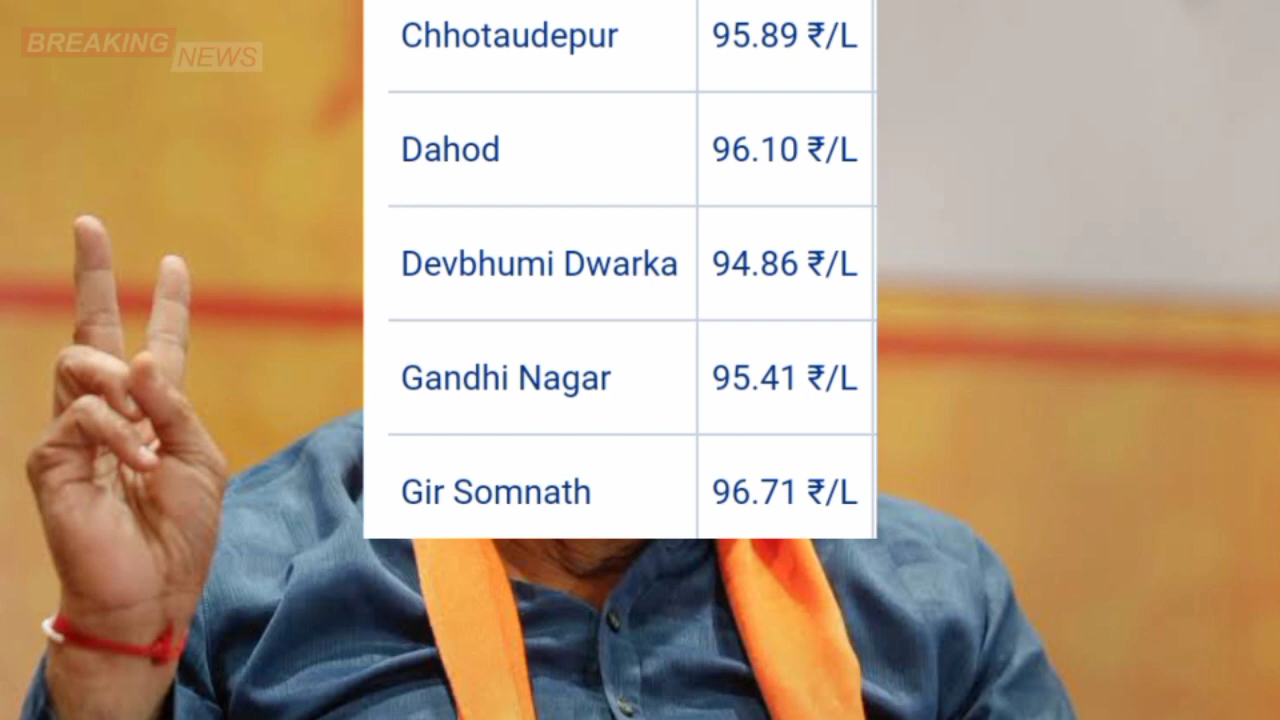 BREAKING
NEWS
Chhotaudepur 95.89 ₹/L
Dahod 96.10 ₹/L
Devbhumi Dwarka 94.86 ₹/L
Gandhi Nagar 95.41 ₹/L
Gir Somnath 96.71 ₹/L